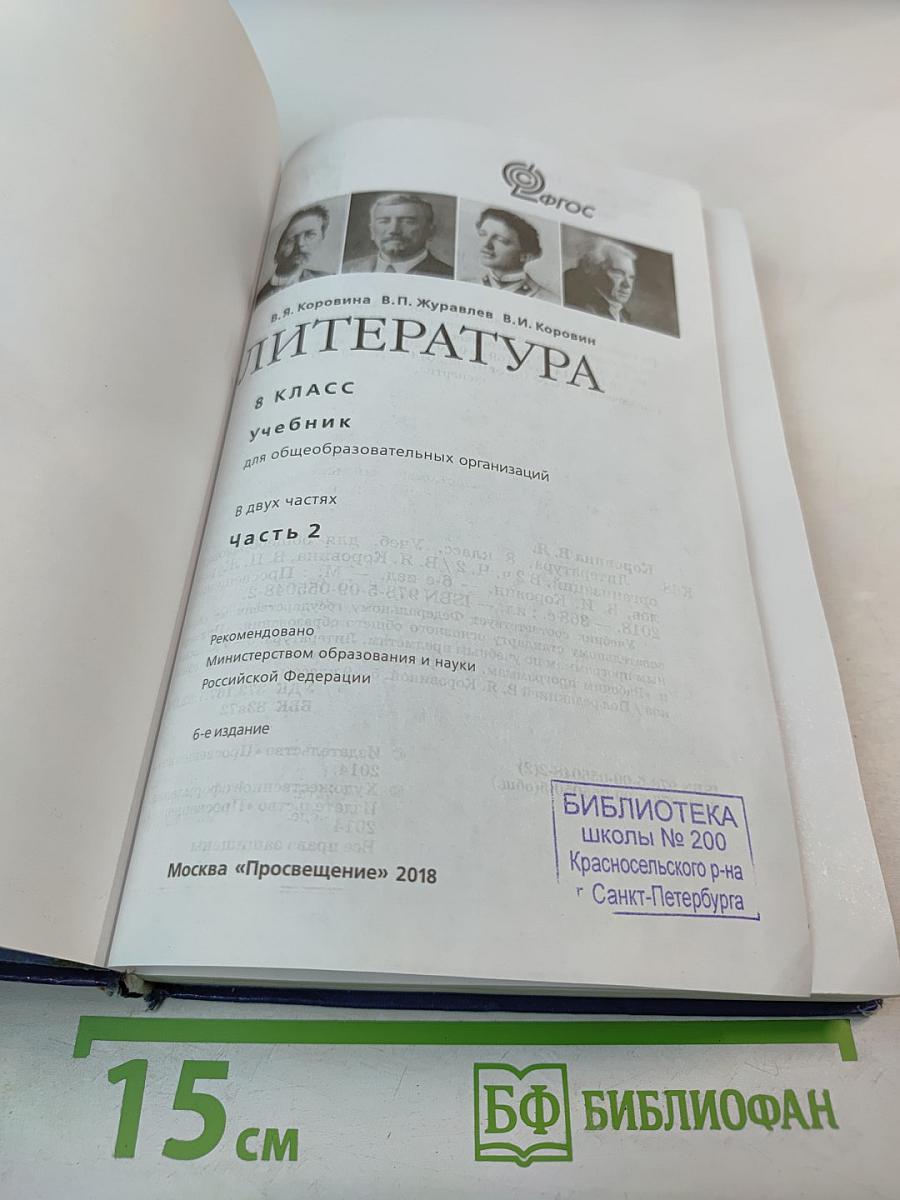 ФГОС
В.Я. Коровина В.П. Журавлев В.И. Коровин
ЛИТЕРАТУРА
8 КЛАСС
учебник
для общеобразовательных организаций
В двух частях
Часть 2
Рекомендовано
Министерством образования и науки
Российской Федерации
6-е издание
Москва «Просвещение» 2018
БИБЛИОТЕКА
школы № 200
Красносельского р-на
г Санкт-Петербурга
15 см
БФ БИБЛИОФАН